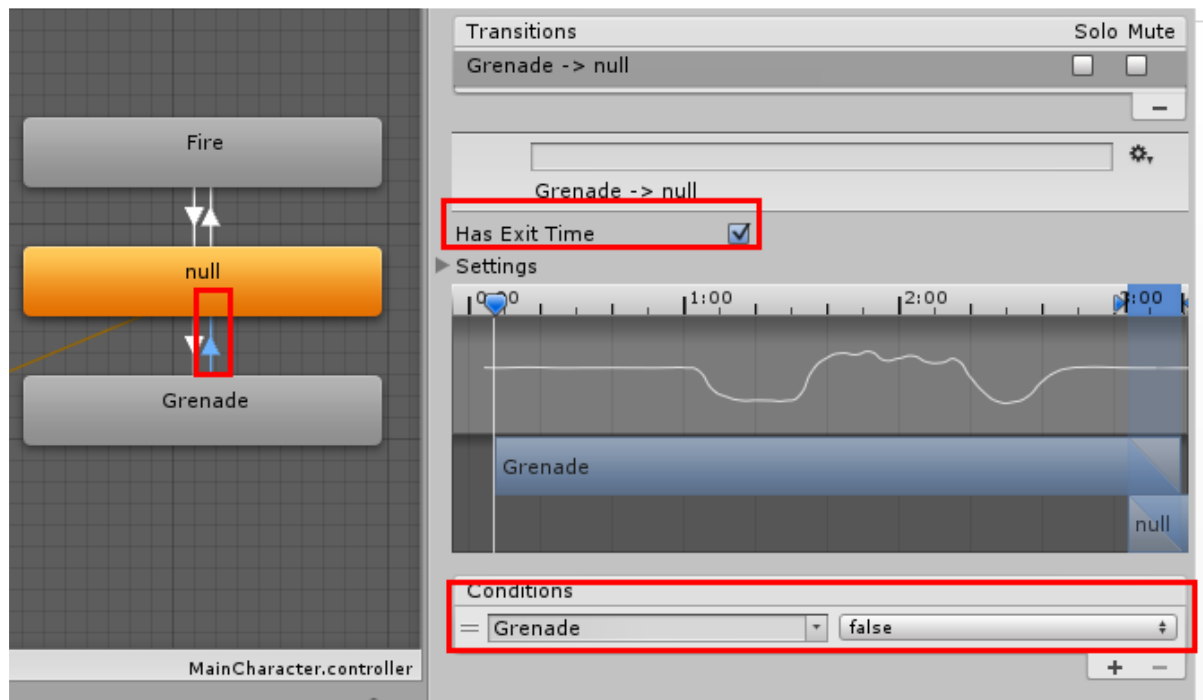 Fire
null
Grenade
MainCharacter.controller
Transitions Solo Mute
Grenade -> null
Grenade -> null
Has Exit Time
Settings
1:00 2:00
Grenade
null
Conditions
= Grenade false
+ −